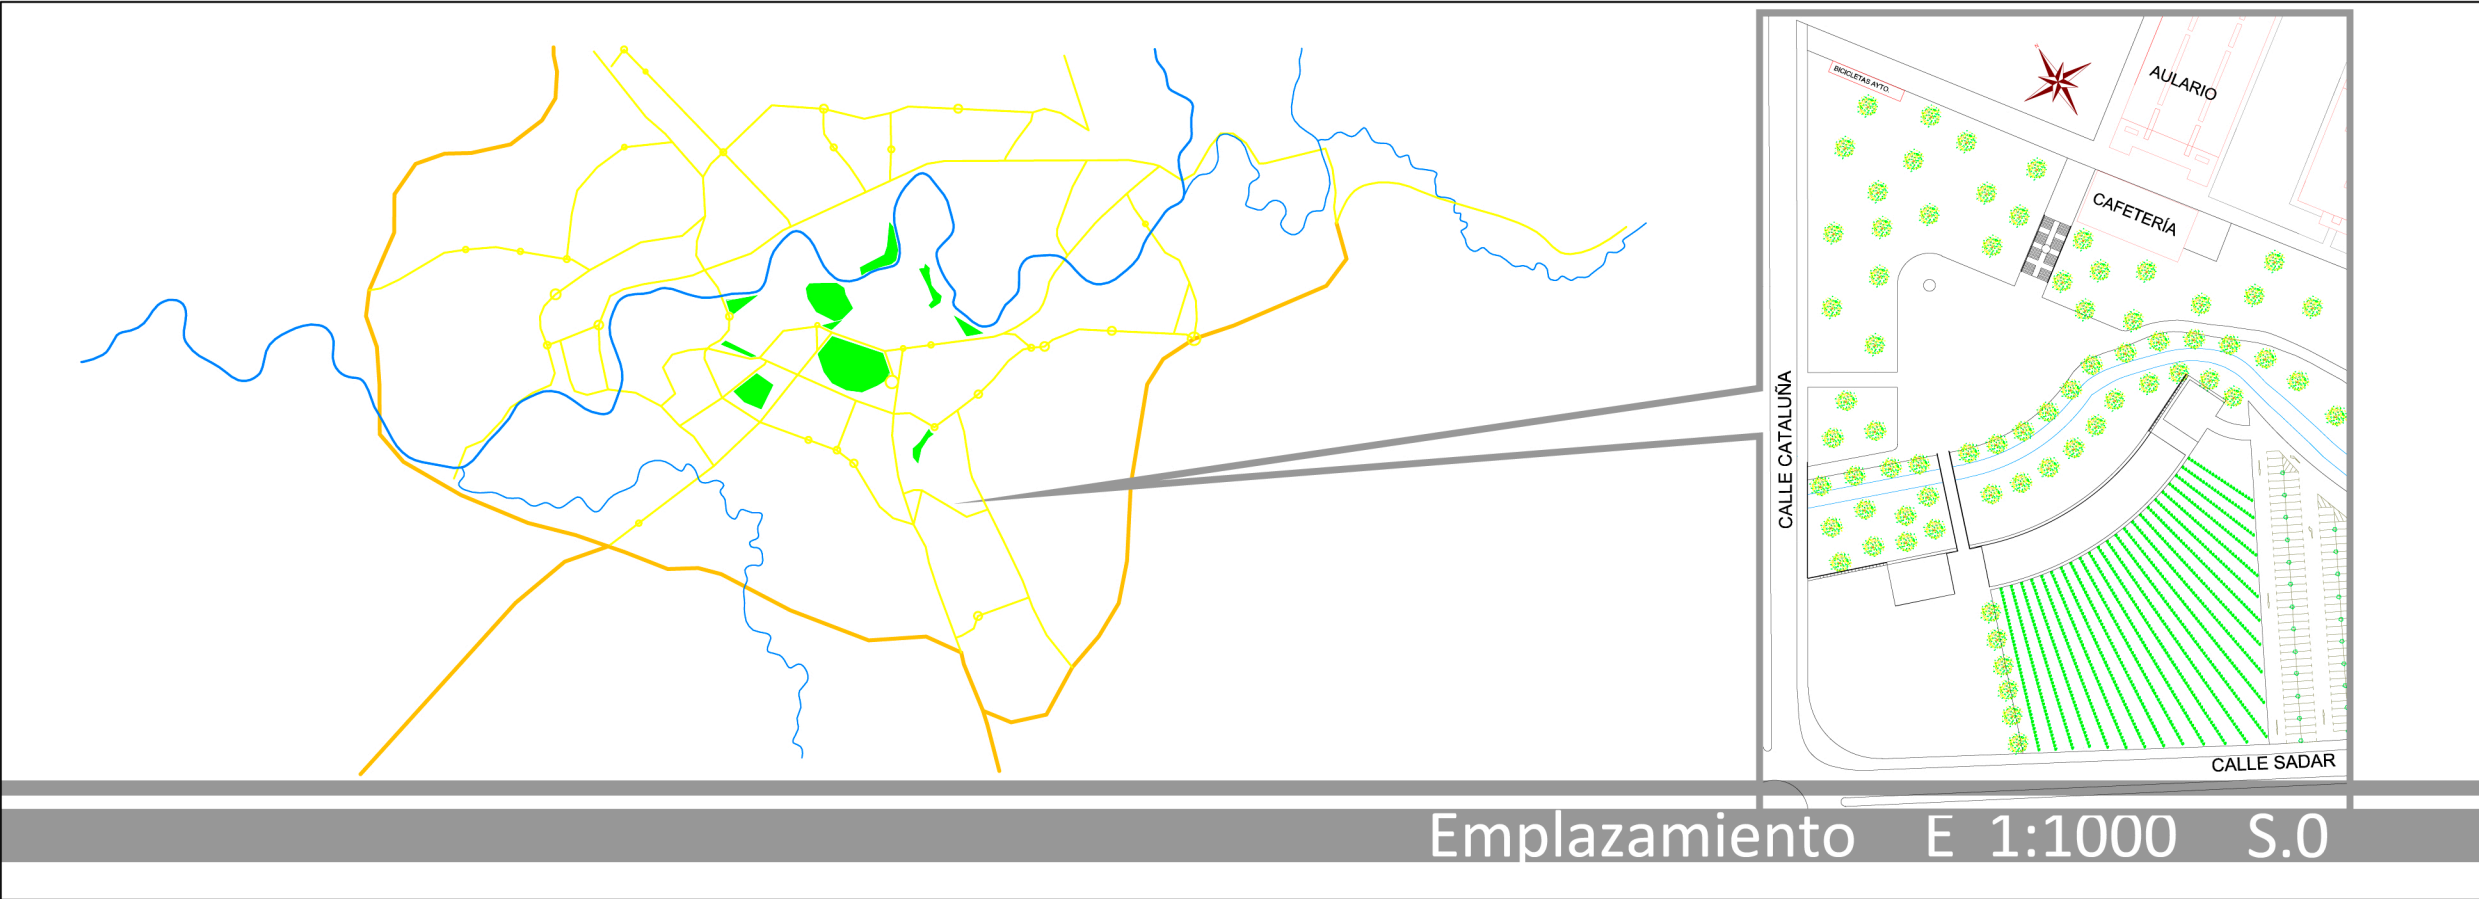 BICICLETAS AYTO.
AULARIO
CAFETERÍA
CALLE CATALUÑA
CALLE SADAR
Emplazamiento E 1:1000 S.0